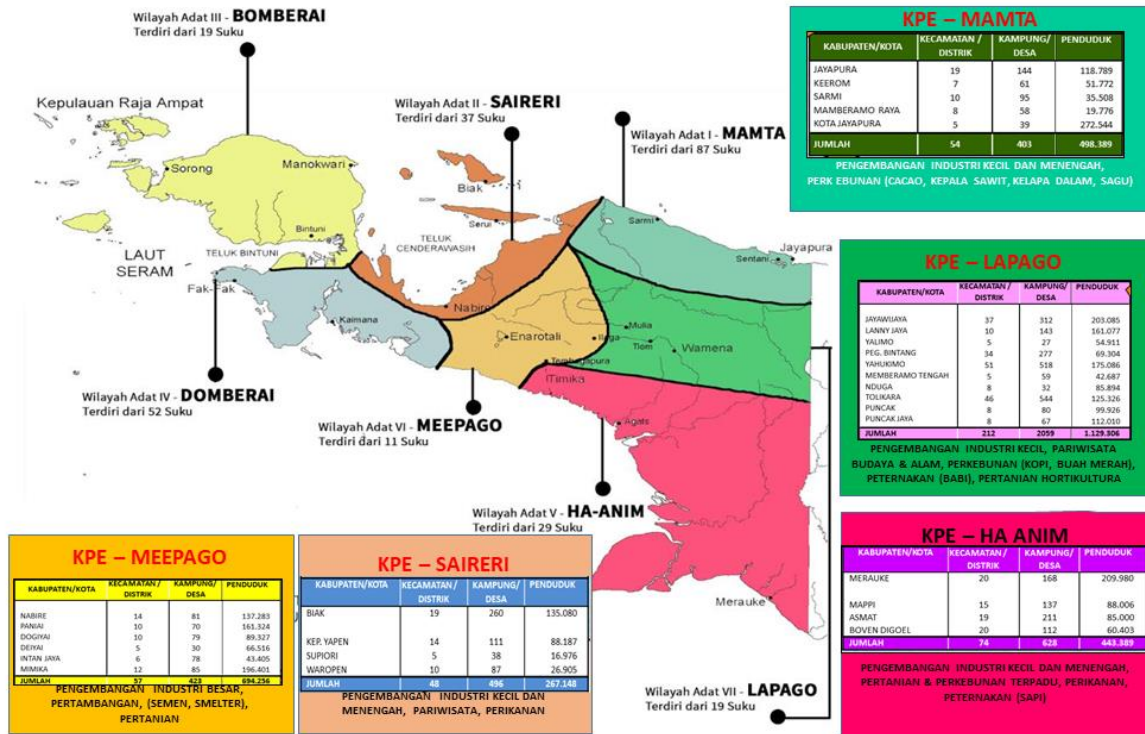 Wilayah Adat III - BOMBERAI
Terdiri dari 19 Suku
Kepulauan Raja Ampat
Wilayah Adat II - SAIRERI
Terdiri dari 37 Suku
Wilayah Adat I - MAMTA
Terdiri dari 87 Suku
Sorong
Manokwari
Biak
Serui
Bintuni
TELUK BINTUNI
TELUK
CENDERAWASIH
LAUT
SERAM
Fak-Fak
Kaimana
Nabire
Sarmi
Jayapura
Sentani
Enarotali
Ilaga
Mulia
Tiom
Wamena
Tembagapura
Timika
Agats
Merauke
Wilayah Adat IV - DOMBERAI
Terdiri dari 52 Suku
Wilayah Adat VI - MEEPAGO
Terdiri dari 11 Suku
Wilayah Adat V - HA-ANIM
Terdiri dari 29 Suku
Wilayah Adat VII - LAPAGO
Terdiri dari 19 Suku
KPE – MAMTA
KABUPATEN/KOTA KECAMATAN / DISTRIK KAMPUNG/ DESA PENDUDUK
JAYAPURA 19 144 118.789
KEEROM 7 61 51.772
SARMI 10 95 35.508
MAMBERAMO RAYA 8 58 19.776
KOTA JAYAPURA 5 39 272.544
JUMLAH 54 403 498.389
PENGEMBANGAN INDUSTRI KECIL DAN MENENGAH,
PERK EBUNAN (CACAO, KEPALA SAWIT, KELAPA DALAM, SAGU)
KPE – LAPAGO
KABUPATEN/KOTA KECAMATAN / DISTRIK KAMPUNG/ DESA PENDUDUK
JAYAWIJAYA 37 312 203.085
LANNY JAYA 10 143 161.077
YALIMO 5 27 54.911
PEG. BINTANG 34 277 69.304
YAHUKIMO 51 518 175.086
MEMBERAMO TENGAH 5 59 42.687
NDUGA 8 32 85.894
TOLIKARA 46 544 125.326
PUNCAK 8 80 99.926
PUNCAK JAYA 8 67 112.010
JUMLAH 212 2059 1.129.306
PENGEMBANGAN INDUSTRI KECIL, PARIWISATA
BUDAYA & ALAM, PERKEBUNAN (KOPI, BUAH MERAH),
PETERNAKAN (BABI), PERTANIAN HORTIKULTURA
KPE – MEEPAGO
KABUPATEN/KOTA KECAMATAN / DISTRIK KAMPUNG/ DESA PENDUDUK
NABIRE 14 81 137.283
PANIAI 10 70 161.324
DOGIYAI 10 79 89.327
DEIYAI 5 30 66.516
INTAN JAYA 6 78 43.405
MIMIKA 12 85 196.401
JUMLAH 57 423 694.256
PENGEMBANGAN INDUSTRI BESAR,
PERTAMBANGAN, (SEMEN, SMELTER),
PERTANIAN
KPE – SAIRERI
KABUPATEN/KOTA KECAMATAN / DISTRIK KAMPUNG/ DESA PENDUDUK
BIAK 19 260 135.080
KEP. YAPEN 14 111 88.187
SUPIORI 5 38 16.976
WAROPEN 10 87 26.905
JUMLAH 48 496 267.148
PENGEMBANGAN INDUSTRI KECIL DAN
MENENGAH, PARIWISATA, PERIKANAN
KPE – HA ANIM
KABUPATEN/KOTA KECAMATAN / DISTRIK KAMPUNG/ DESA PENDUDUK
MERAUKE 20 168 209.980
MAPPI 15 137 88.006
ASMAT 19 211 85.000
BOVEN DIGOEL 20 112 60.403
JUMLAH 74 628 443.389
PENGEMBANGAN INDUSTRI KECIL DAN MENENGAH,
PERTANIAN & PERKEBUNAN TERPADU, PERIKANAN,
PETERNAKAN (SAPI)